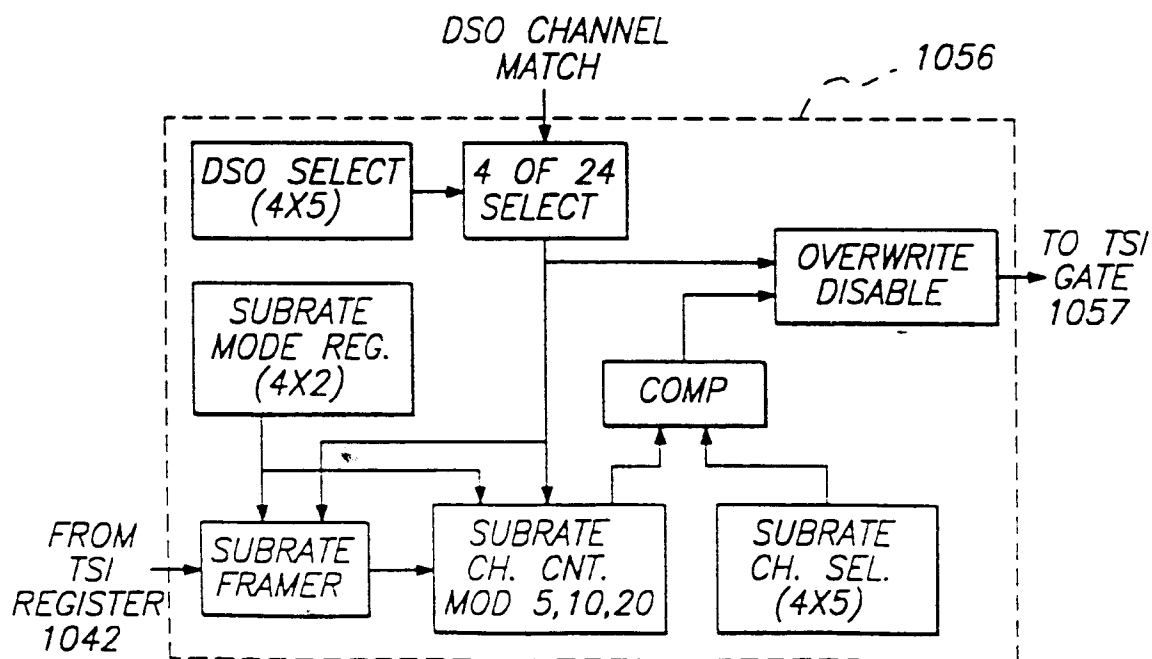 DSO CHANNEL
MATCH
1056
DSO SELECT
(4X5)
4 OF 24
SELECT
OVERWRITE
DISABLE
TO TSI
GATE
1057
SUBRATE
MODE REG.
(4X2)
COMP
FROM
TSI
REGISTER
1042
SUBRATE
FRAMER
SUBRATE
CH. CNT.
MOD 5,10,20
SUBRATE
CH. SEL.
(4X5)